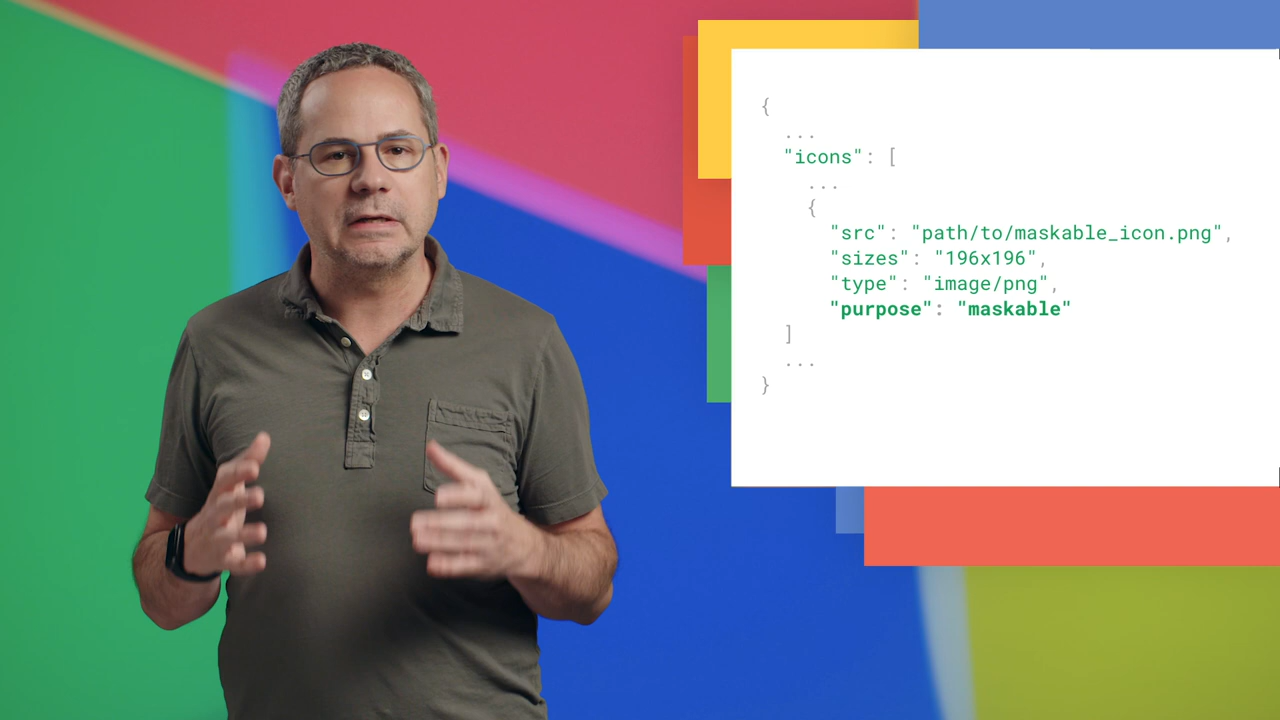 {
...
"icons": [
...
{
"src": "path/to/maskable_icon.png",
"sizes": "196x196",
"type": "image/png",
"purpose": "maskable"
]
...
}